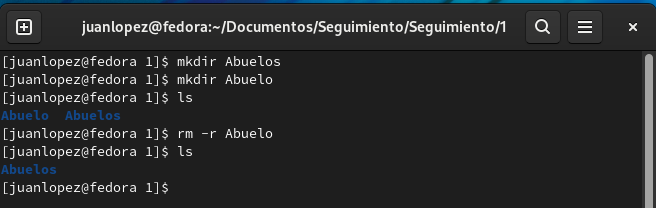 juanlopez@fedora:~/Documentos/Seguimiento/Seguimiento/1
[juanlopez@fedora 1]$ mkdir Abuelos
[juanlopez@fedora 1]$ mkdir Abuelo
[juanlopez@fedora 1]$ ls
Abuelo  Abuelos
[juanlopez@fedora 1]$ rm -r Abuelo
[juanlopez@fedora 1]$ ls
Abuelos
[juanlopez@fedora 1]$